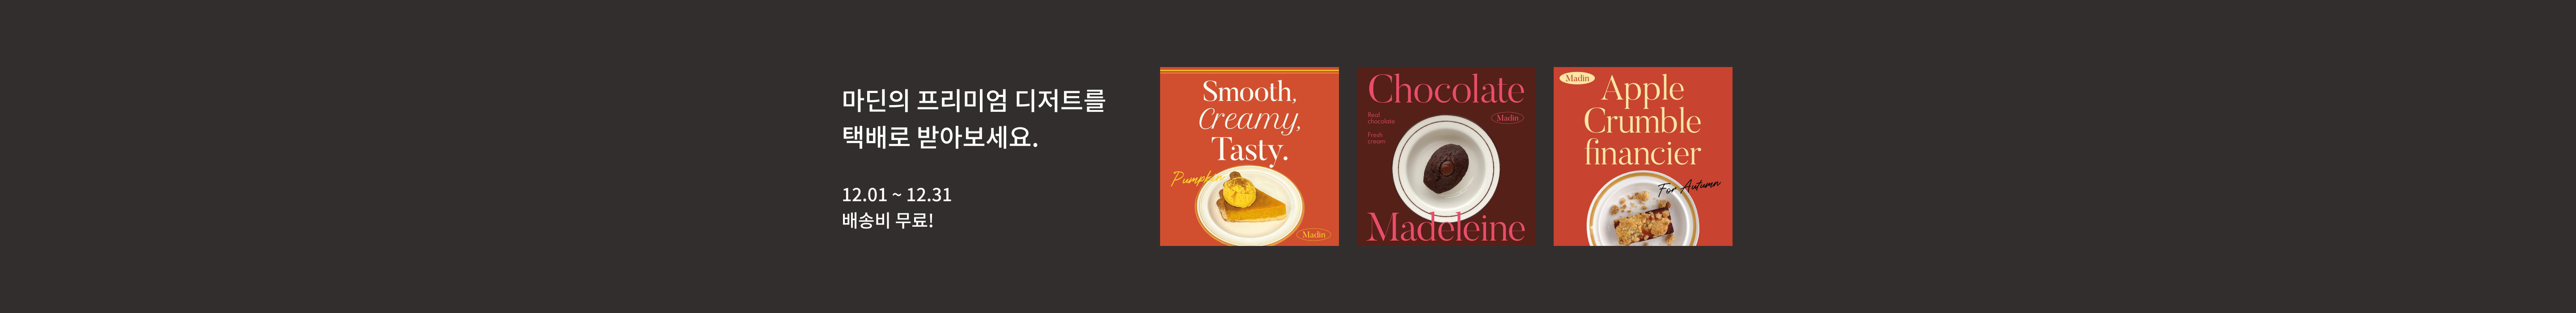 마딘의 프리미엄 디저트를
택배로 받아보세요.
12.01 ~ 12.31
배송비 무료!
Smooth,
Creamy,
Tasty.
Pumpkin
Madin
Chocolate
Real
chocolate
Fresh
cream
Madin
Madeleine
Madin
Apple
Crumble
financier
For Autumn